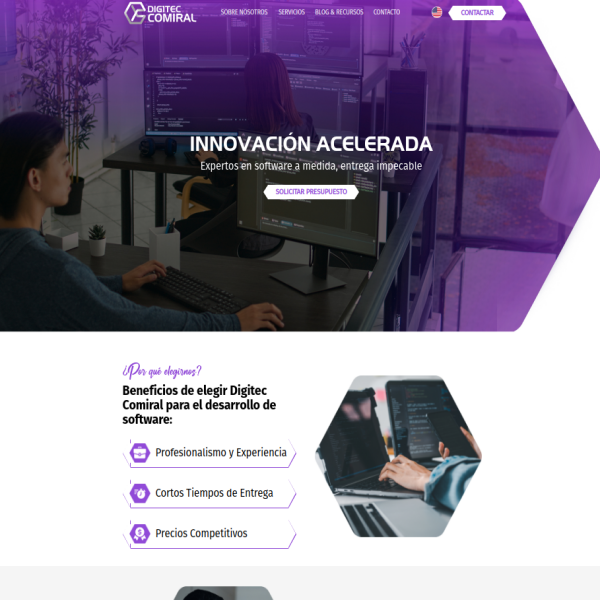 DIGITEC
COMIRAL
SOBRE NOSOTROS SERVICIOS BLOG & RECURSOS CONTACTO CONTACTAR
INNOVACIÓN ACELERADA
Expertos en software a medida, entrega impecable
SOLICITAR PRESUPUESTO
¿Por qué elegirnos?
Beneficios de elegir Digitec
Comiral para el desarrollo de
software:
Profesionalismo y Experiencia
Cortos Tiempos de Entrega
Precios Competitivos